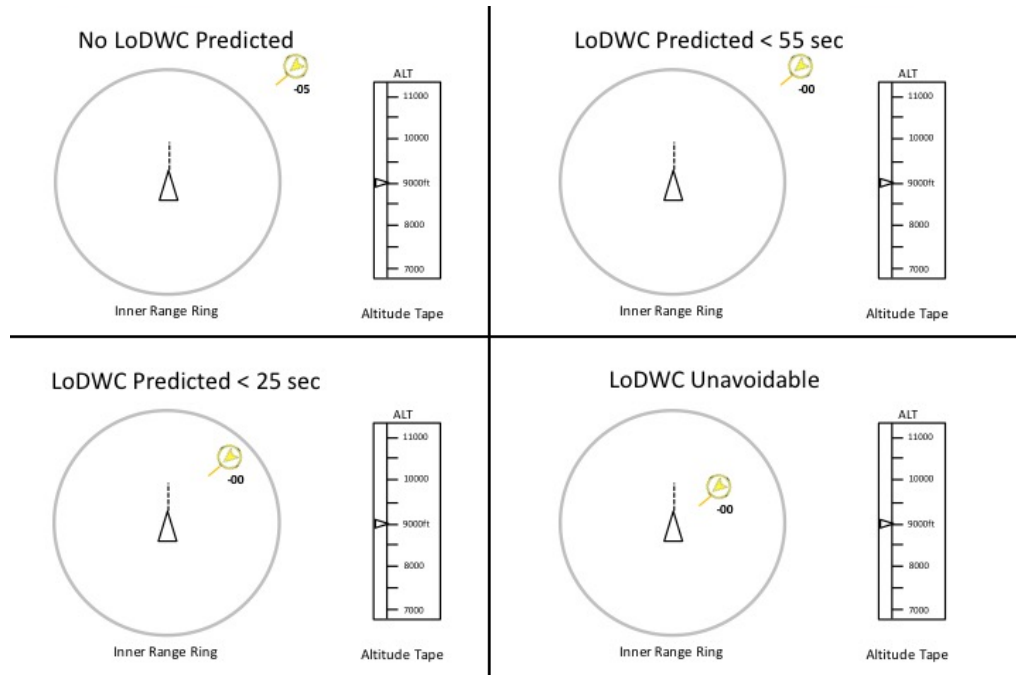 No LoDWC Predicted
-05
ALT
11000
10000
9000ft
8000
7000
Inner Range Ring
Altitude Tape
LoDWC Predicted < 55 sec
-00
ALT
11000
10000
9000ft
8000
7000
Inner Range Ring
Altitude Tape
LoDWC Predicted < 25 sec
-00
ALT
11000
10000
9000ft
8000
7000
Inner Range Ring
Altitude Tape
LoDWC Unavoidable
-00
ALT
11000
10000
9000ft
8000
7000
Inner Range Ring
Altitude Tape